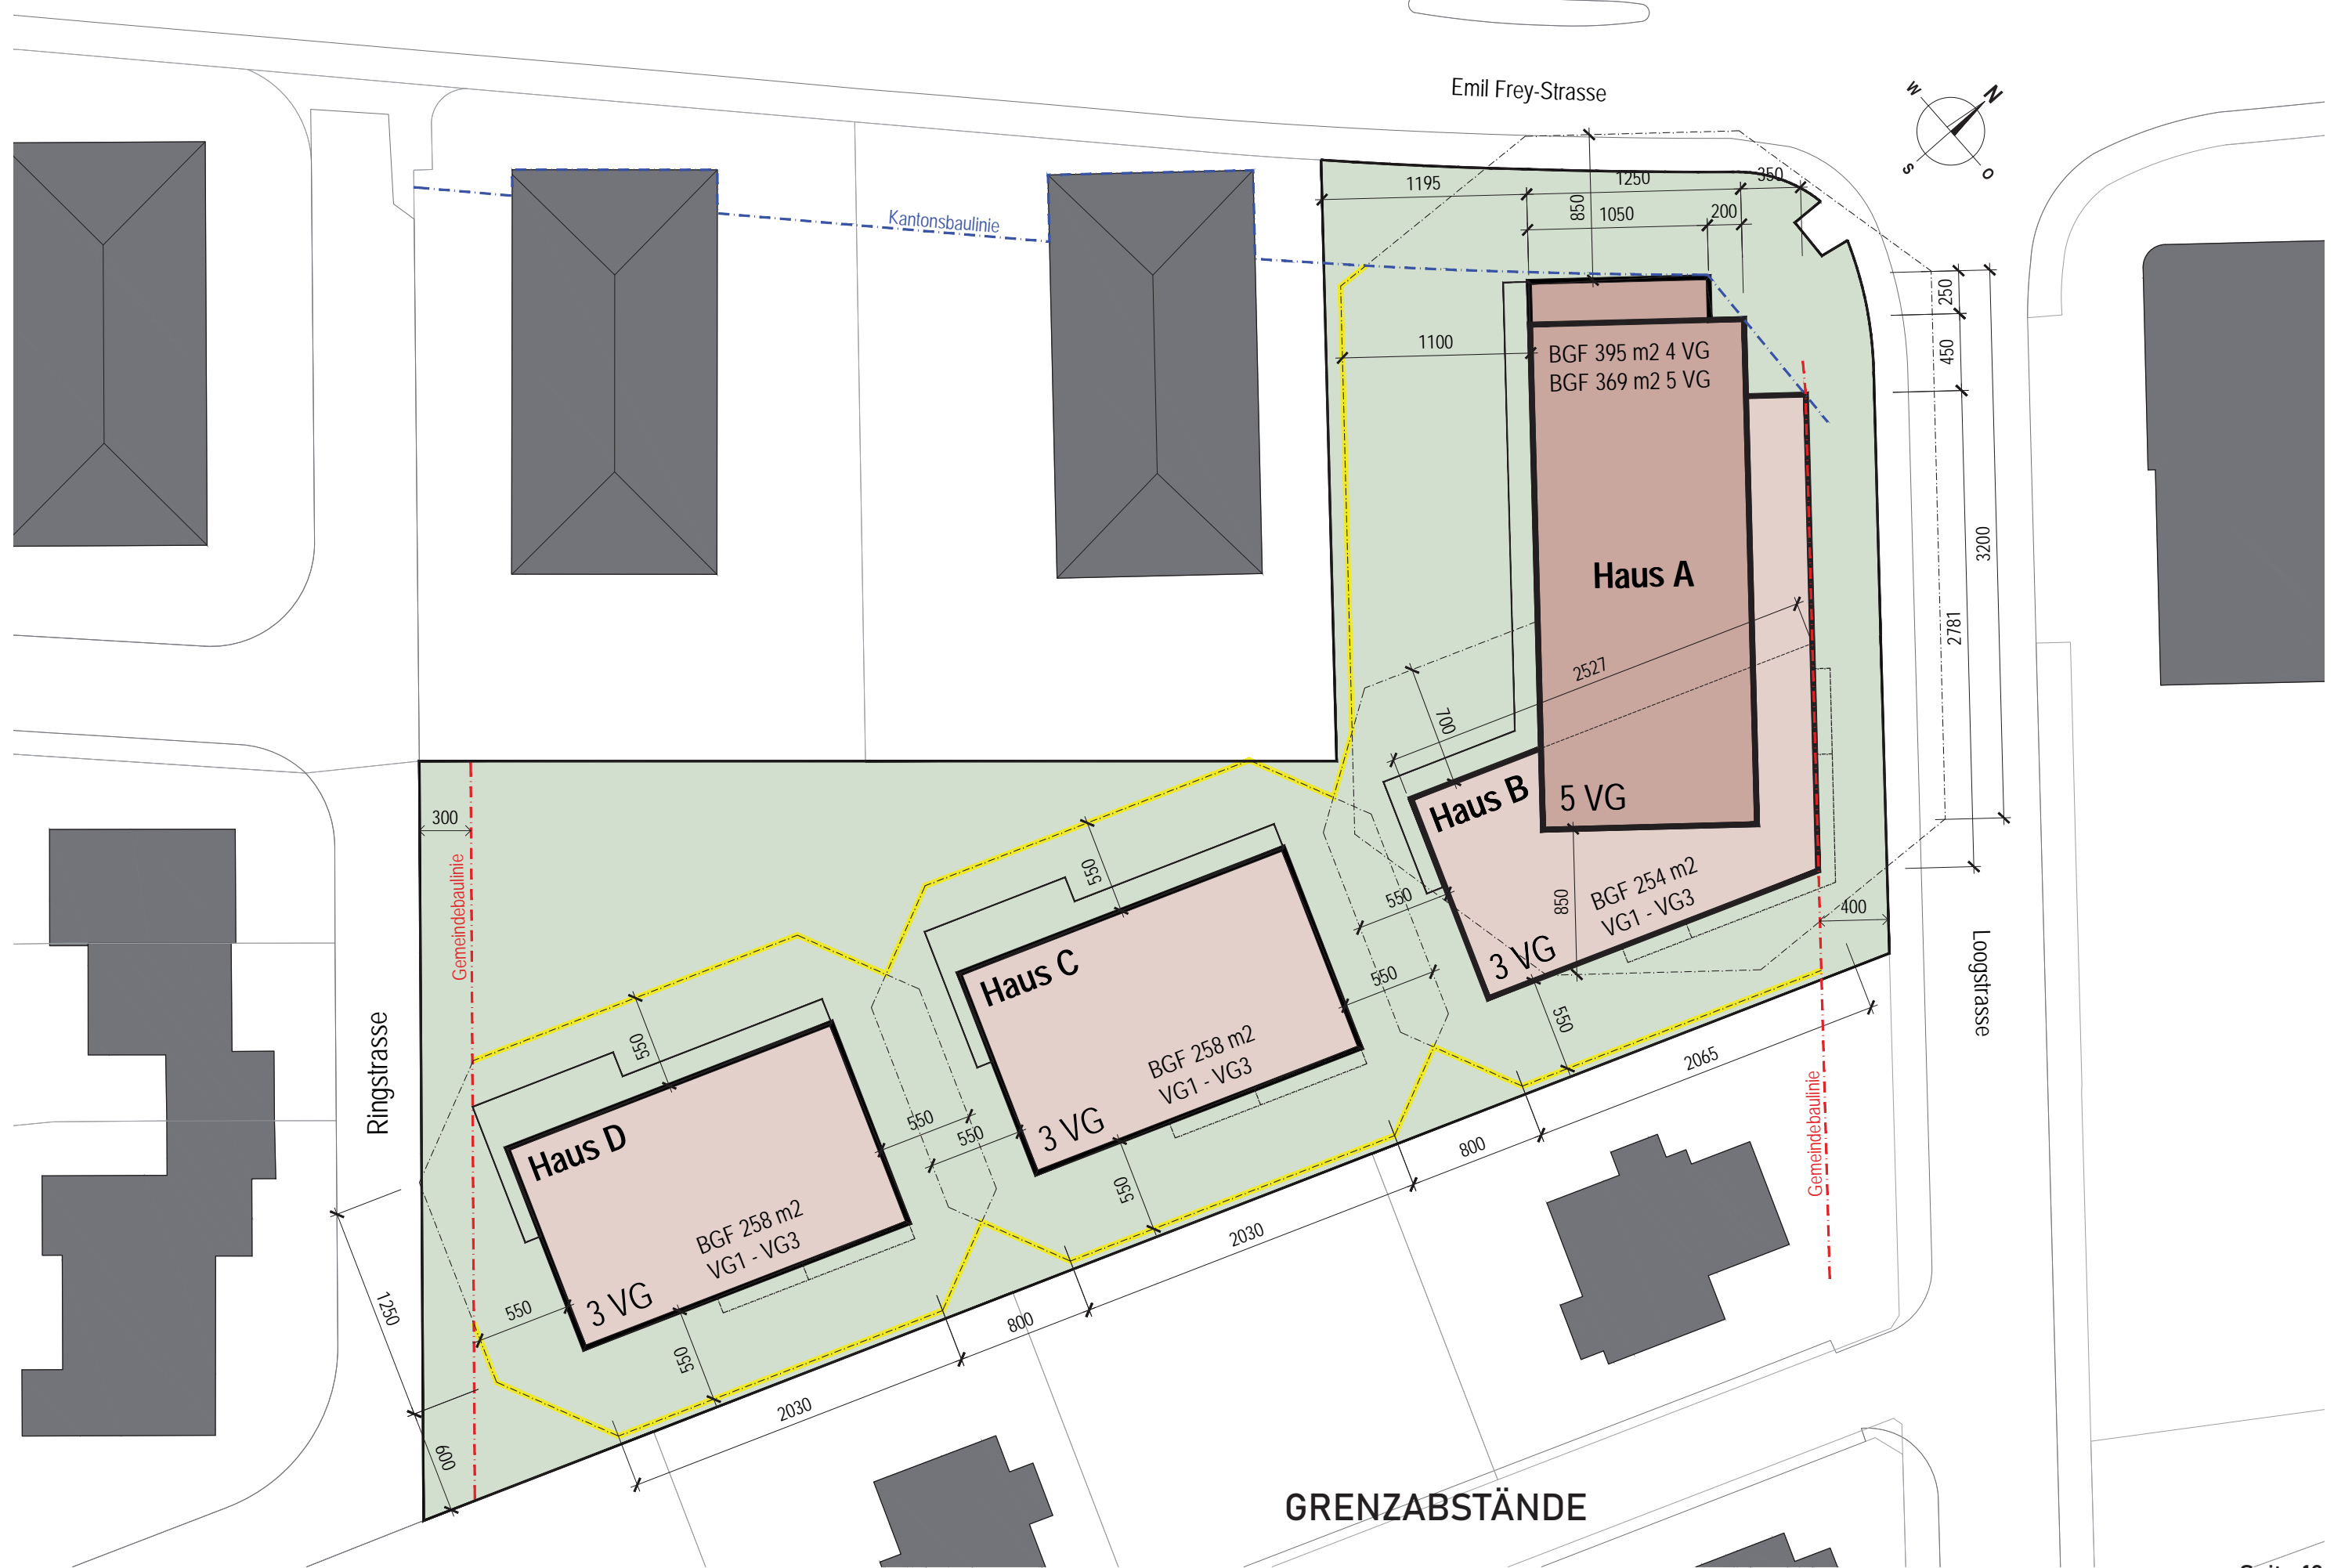 Emil Frey-Strasse
N
W
S
O
1195
1250
350
850
1050
200
Kantonsbaulinie
250
450
1100
BGF 395 m2 4 VG
BGF 369 m2 5 VG
3200
2781
Haus A
2527
700
Haus B
5 VG
300
Gemeindebaulinie
550
550
850
BGF 254 m2
VG1 - VG3
400
3 VG
Loogstrasse
Haus C
550
550
BGF 258 m2
VG1 - VG3
3 VG
2065
Gemeindebaulinie
Ringstrasse
550
Haus D
550
550
550
800
BGF 258 m2
VG1 - VG3
3 VG
2030
1250
550
550
800
2030
600
GRENZABSTÄNDE